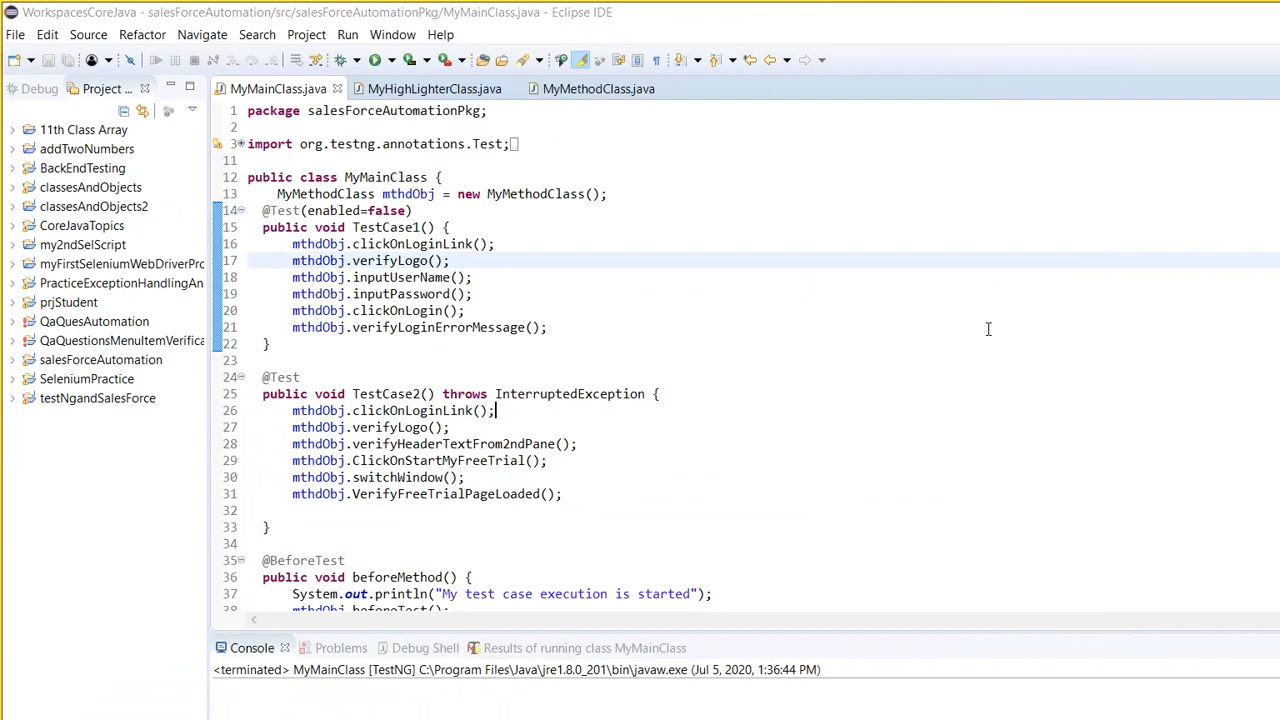 WorkspacesCoreJava - salesForceAutomation/src/salesForceAutomationPkg/MyMainClass.java - Eclipse IDE
File Edit Source Refactor Navigate Search Project Run Window Help
Debug Project ... MyMainClass.java MyHighLighterClass.java MyMethodClass.java
11th Class Array
addTwoNumbers
BackEndTesting
classesAndObjects
classesAndObjects2
CoreJavaTopics
my2ndSelScript
myFirstSeleniumWebDriverPro
PracticeExceptionHandlingAn
prjStudent
QaQuesAutomation
QaQuestionsMenuItemVerifica
salesForceAutomation
SeleniumPractice
testNgandSalesForce
1 package salesForceAutomationPkg;
2
3 import org.testng.annotations.Test;
11
12 public class MyMainClass {
13 MyMethodClass mthdObj = new MyMethodClass();
14 @Test(enabled=false)
15 public void TestCase1() {
16 mthdObj.clickOnLoginLink();
17 mthdObj.verifyLogo();
18 mthdObj.inputUserName();
19 mthdObj.inputPassword();
20 mthdObj.clickOnLogin();
21 mthdObj.verifyLoginErrorMessage();
22 }
23
24 @Test
25 public void TestCase2() throws InterruptedException {
26 mthdObj.clickOnLoginLink();
27 mthdObj.verifyLogo();
28 mthdObj.verifyHeaderTextFrom2ndPane();
29 mthdObj.ClickOnStartMyFreeTrial();
30 mthdObj.switchWindow();
31 mthdObj.VerifyFreeTrialPageLoaded();
32
33 }
34
35 @BeforeTest
36 public void beforeMethod() {
37 System.out.println("My test case execution is started");
38 mthdObj.beforeTest();
Console Problems Debug Shell Results of running class MyMainClass
<terminated> MyMainClass [TestNG] C:\Program Files\Java\jre1.8.0_201\bin\javaw.exe (Jul 5, 2020, 1:36:44 PM)